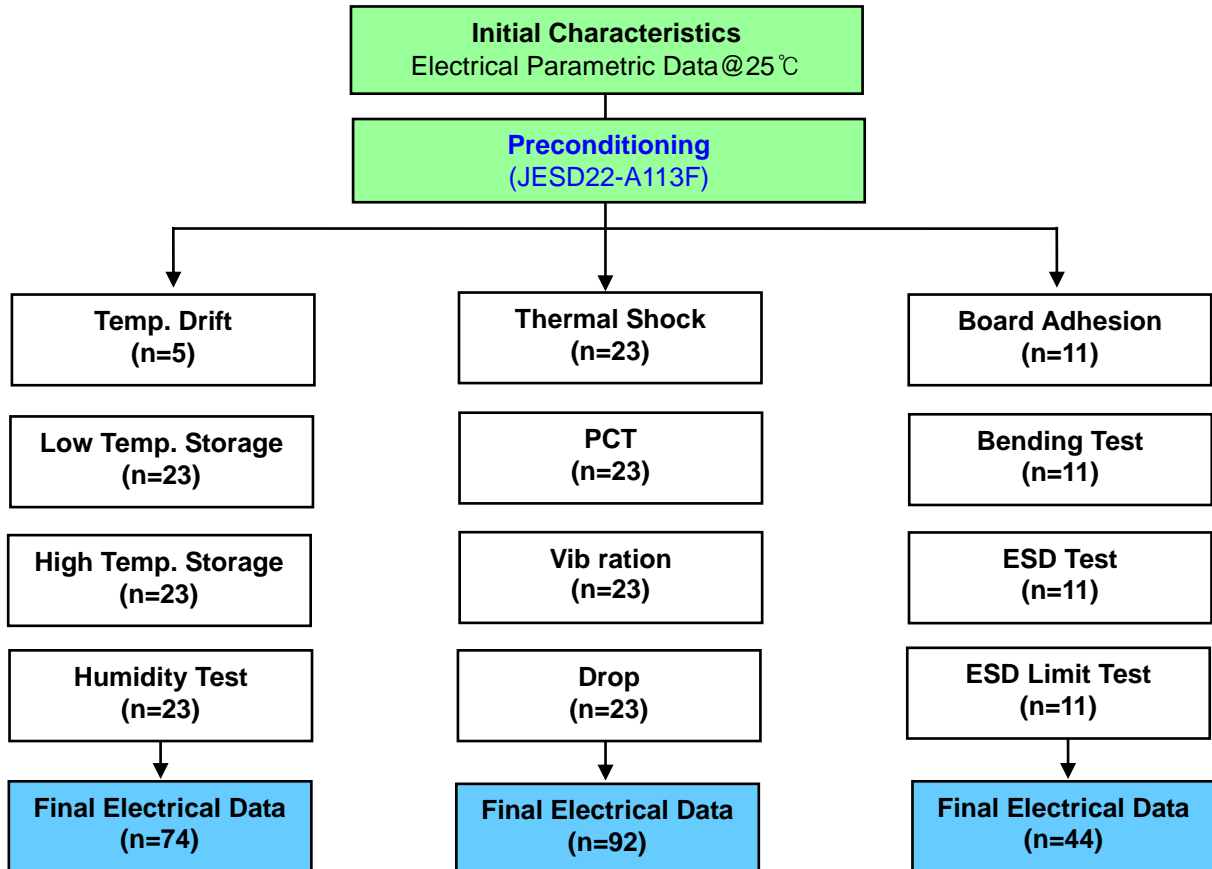 Initial Characteristics
Electrical Parametric Data@25℃
Preconditioning
(JESD22-A113F)
Temp. Drift
(n=5)
Low Temp. Storage
(n=23)
High Temp. Storage
(n=23)
Humidity Test
(n=23)
Final Electrical Data
(n=74)
Thermal Shock
(n=23)
PCT
(n=23)
Vib ration
(n=23)
Drop
(n=23)
Final Electrical Data
(n=92)
Board Adhesion
(n=11)
Bending Test
(n=11)
ESD Test
(n=11)
ESD Limit Test
(n=11)
Final Electrical Data
(n=44)